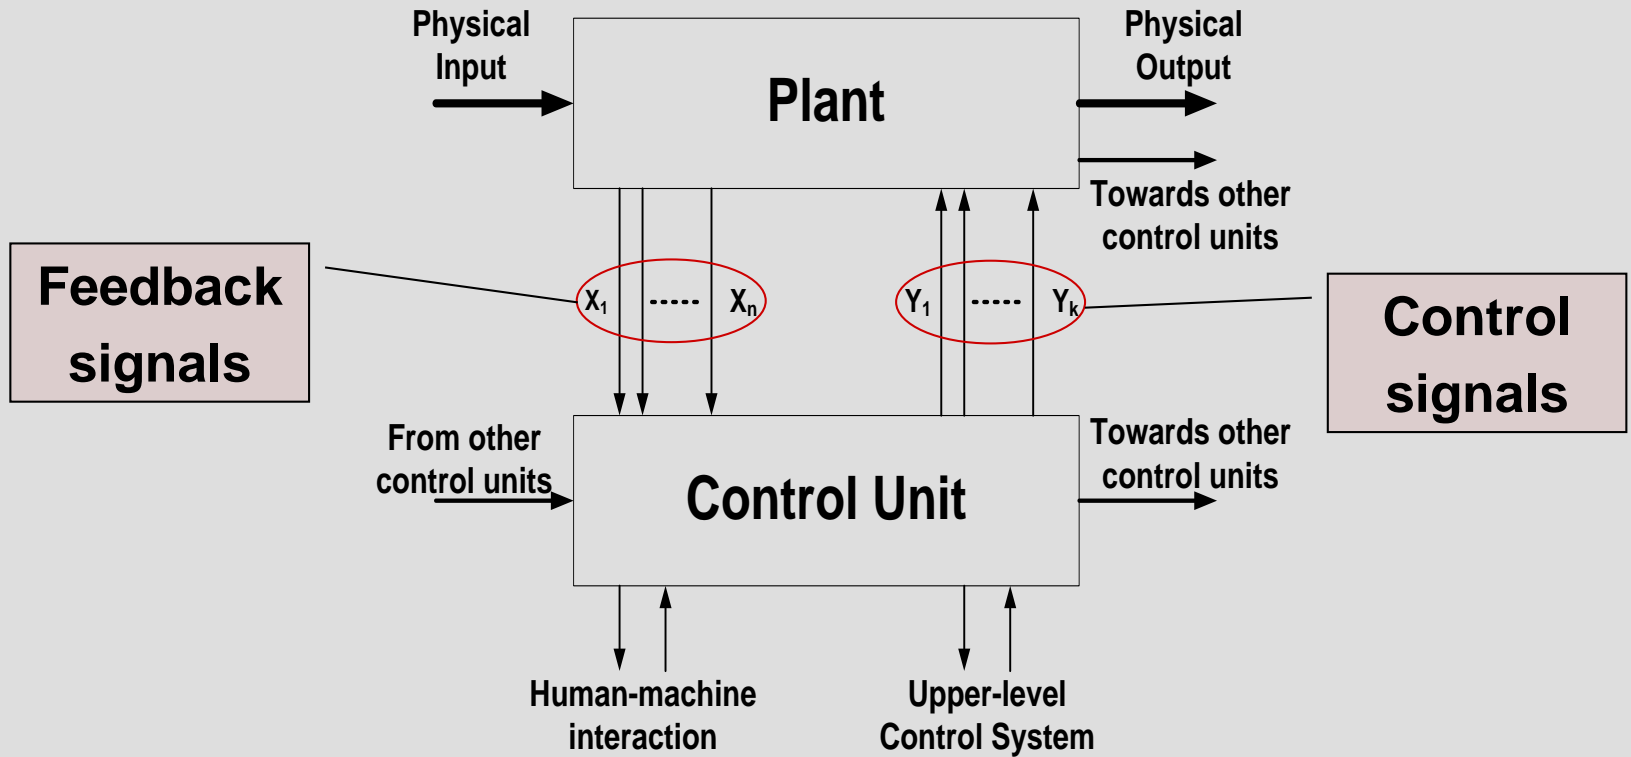 Physical
Input
Plant
Physical
Output
Towards other
control units
Feedback
signals
X₁ ----- Xₙ
Y₁ ----- Yₖ
Control
signals
From other
control units
Control Unit
Towards other
control units
Human-machine
interaction
Upper-level
Control System